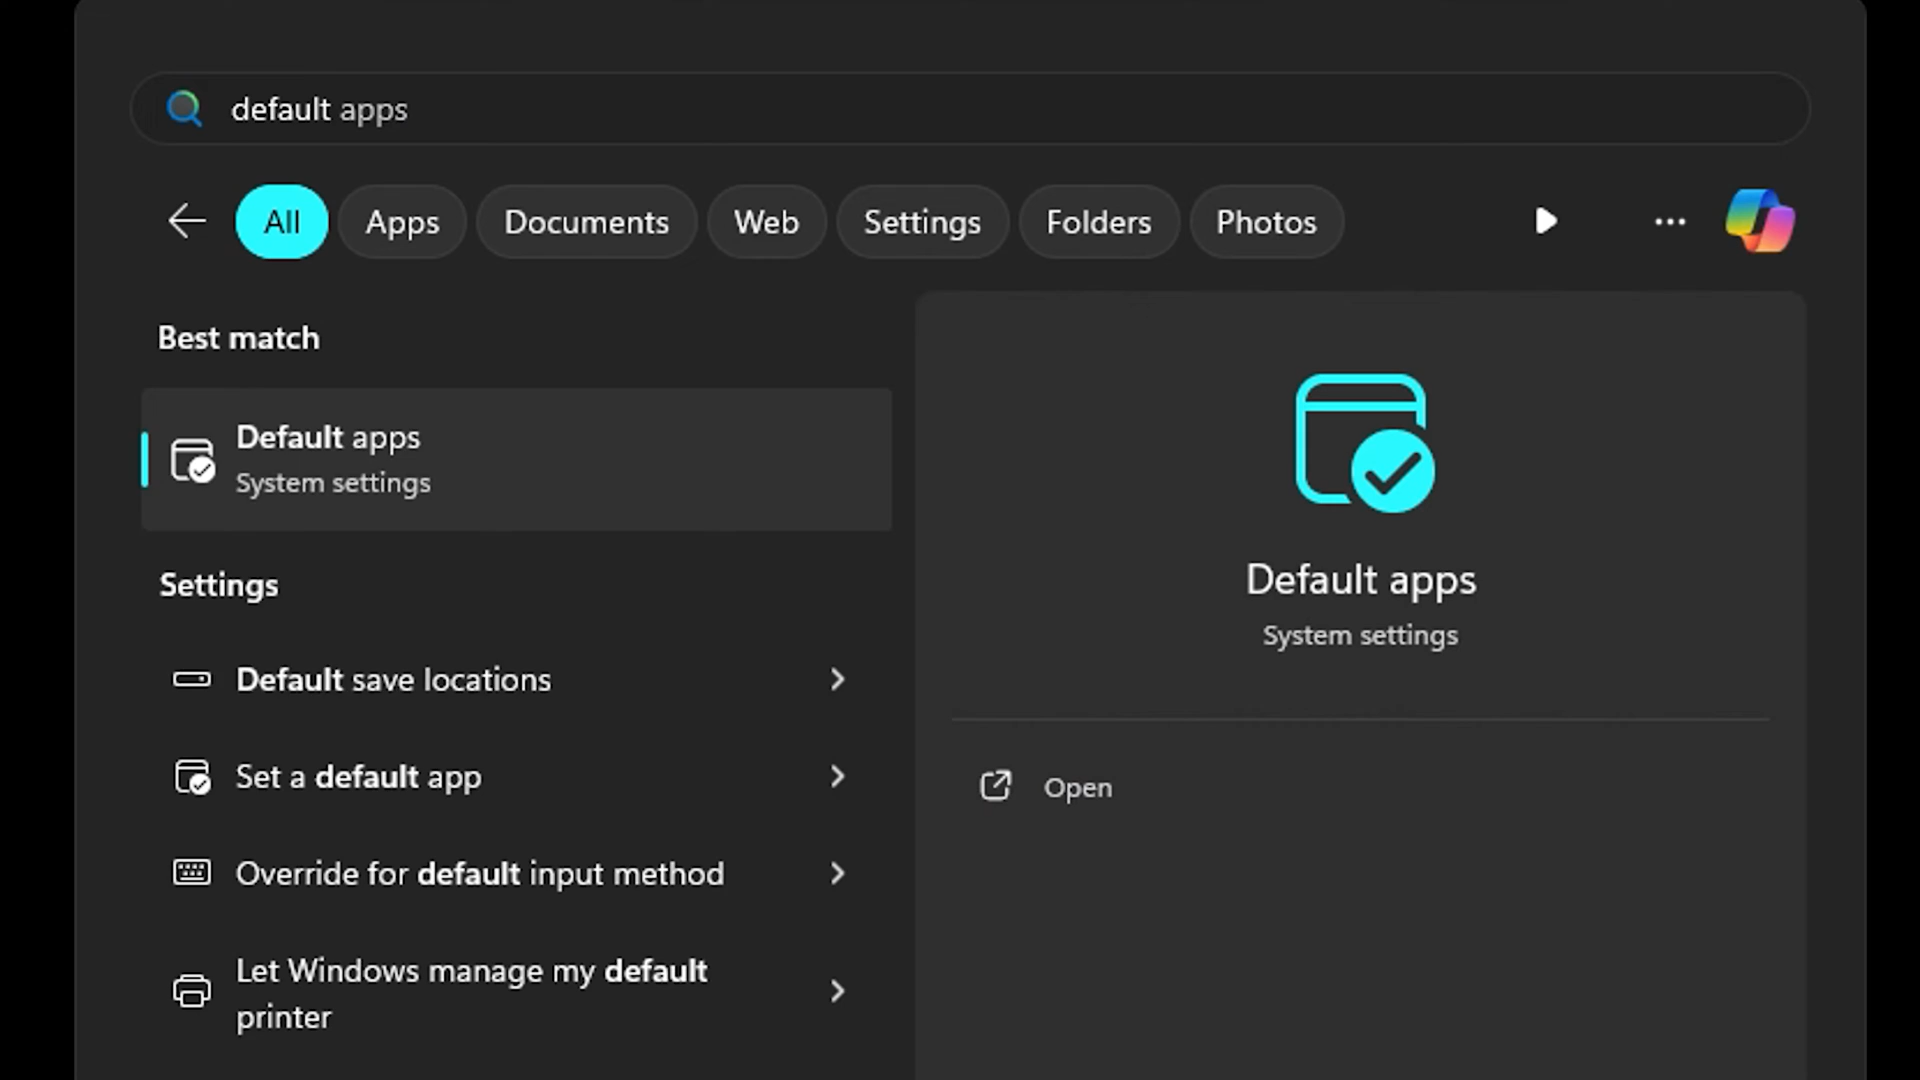 default apps
All Apps Documents Web Settings Folders Photos
Best match
Default apps
System settings
Settings
Default save locations
Set a default app
Override for default input method
Let Windows manage my default
printer
Default apps
System settings
Open